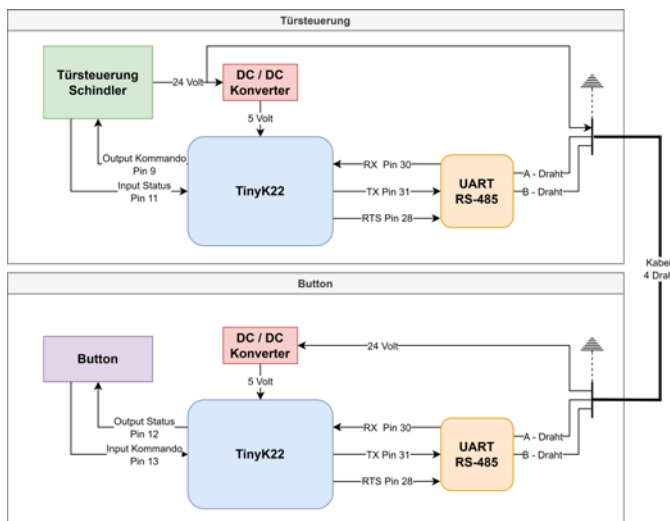 Türsteuerung
Türsteuerung
Schindler
24 Volt
DC / DC
Konverter
5 Volt
Output Kommando
Pin 9
Input Status
Pin 11
TinyK22
RX Pin 30
TX Pin 31
RTS Pin 28
UART
RS-485
A - Draht
B - Draht
Kabel
4 Draht
Button
Button
DC / DC
Konverter
24 Volt
5 Volt
Output Status
Pin 12
Input Kommando
Pin 13
TinyK22
RX Pin 30
TX Pin 31
RTS Pin 28
UART
RS-485
A - Draht
B - Draht